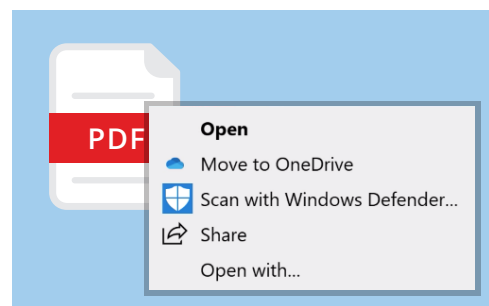 PDF
Open
Move to OneDrive
Scan with Windows Defender...
Share
Open with...